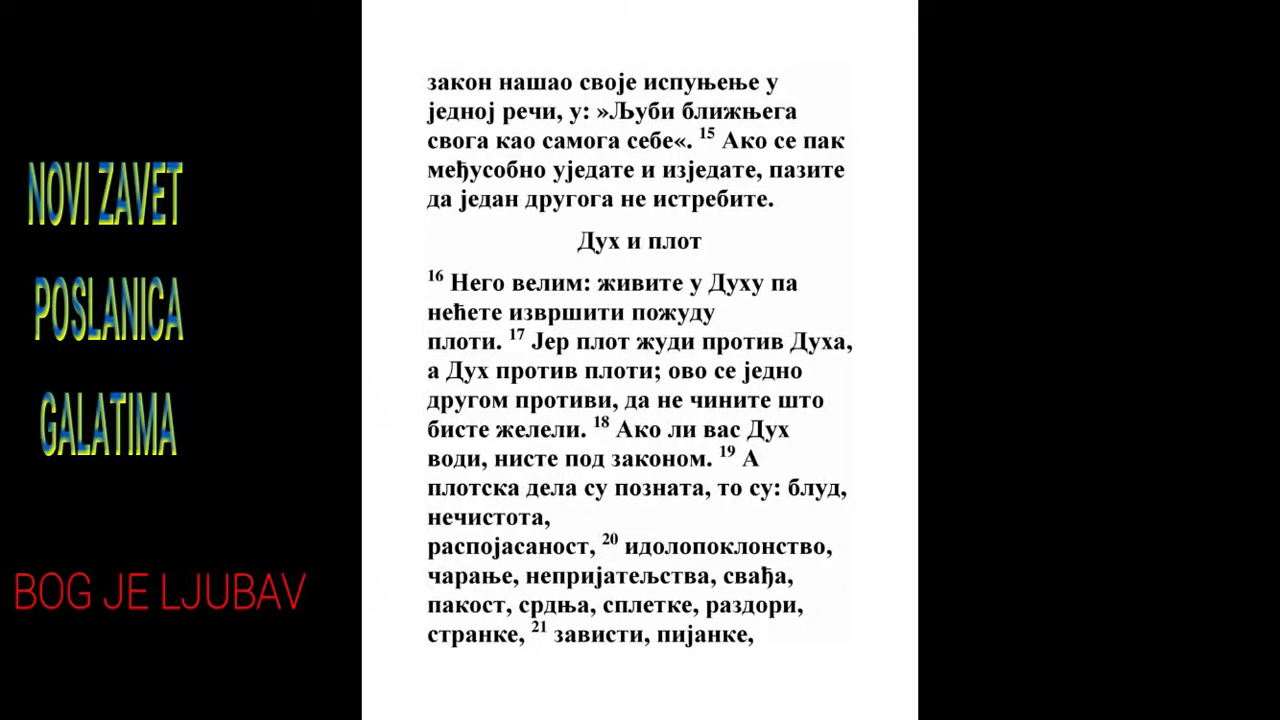 NOVI ZAVET
POSLANICA
GALATIMA
BOG JE LJUBAV
закон нашао своје испуњење у
једној речи, у: »Љуби ближњега
свога као самога себе«. 15 Ако се пак
међусобно уједате и изједате, пазите
да један другога не истребите.
Дух и плот
16 Него велим: живите у Духу па
нећете извршити пожуду
плоти. 17 Јер плот жуди против Духа,
а Дух против плоти; ово се једно
другом противи, да не чините што
бисте желели. 18 Ако ли вас Дух
води, нисте под законом. 19 А
плотска дела су позната, то су: блуд,
нечистота,
распојасаност, 20 идолопоклонство,
чарање, непријатељства, свађа,
пакост, срдња, сплетке, раздори,
странке, 21 зависти, пијанке,